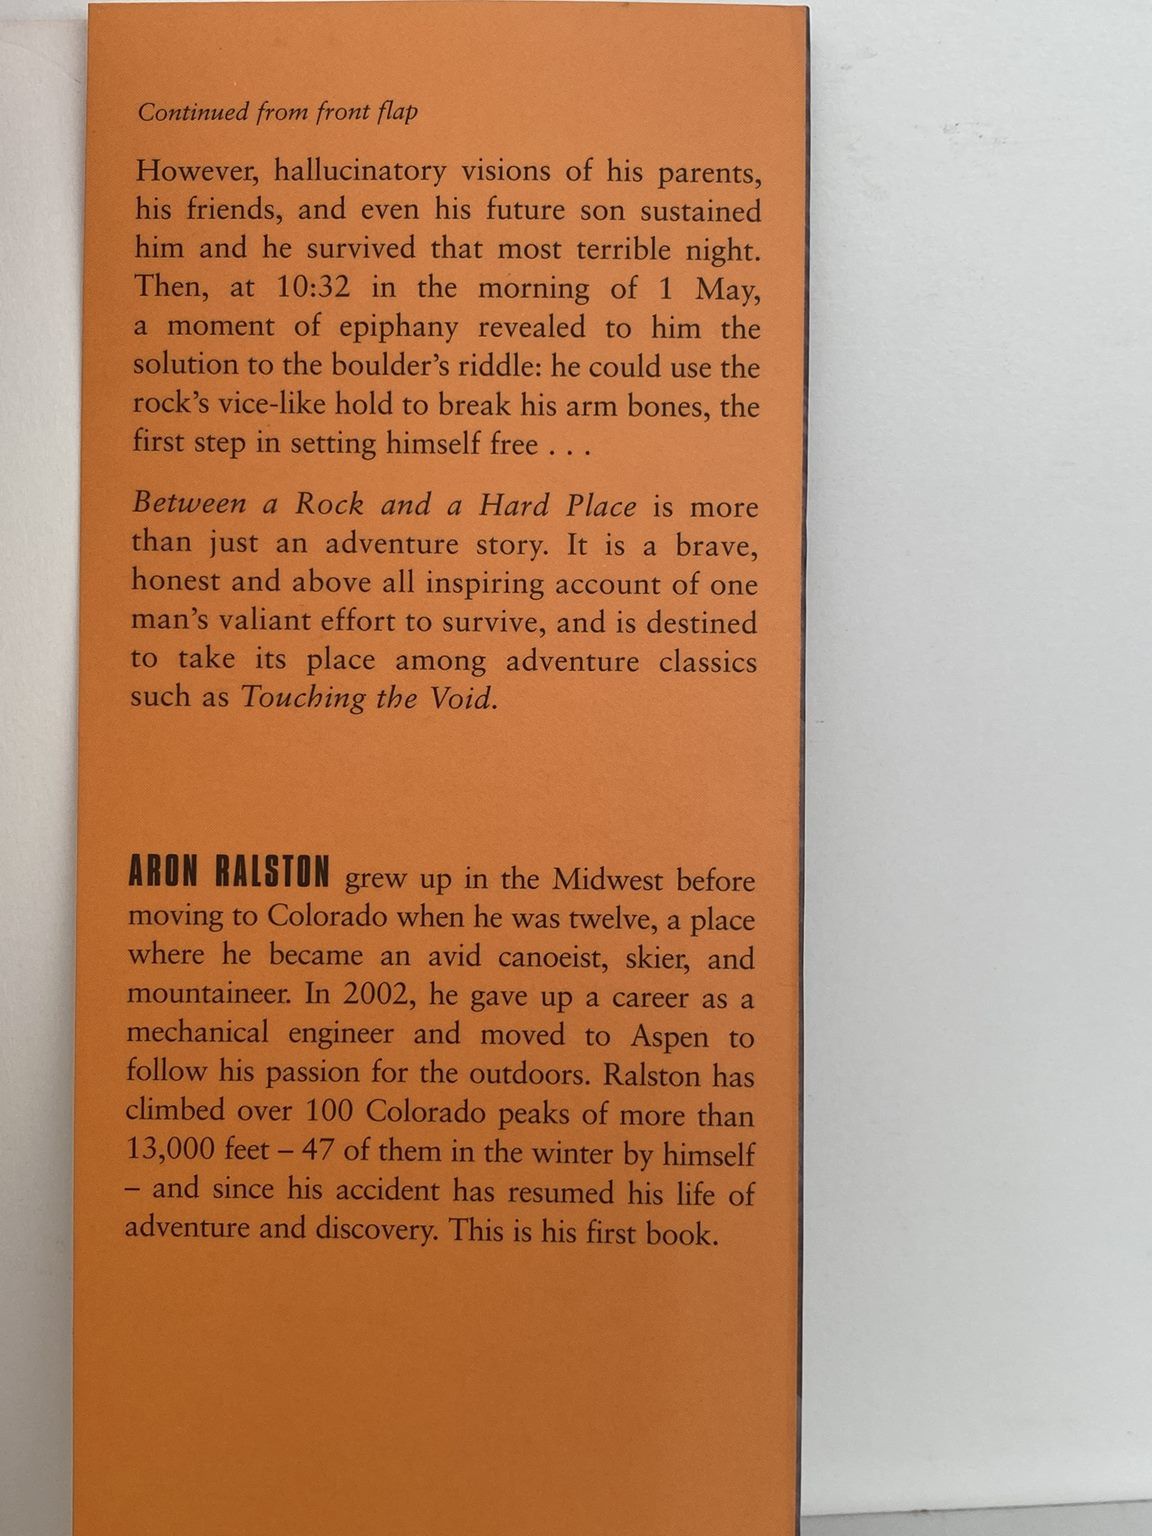 Continued from front flap
However, hallucinatory visions of his parents,
his friends, and even his future son sustained
him and he survived that most terrible night.
Then, at 10:32 in the morning of 1 May,
a moment of epiphany revealed to him the
solution to the boulder’s riddle: he could use the
rock’s vice-like hold to break his arm bones, the
first step in setting himself free . . .
Between a Rock and a Hard Place is more
than just an adventure story. It is a brave,
honest and above all inspiring account of one
man’s valiant effort to survive, and is destined
to take its place among adventure classics
such as Touching the Void.
ARON RALSTON grew up in the Midwest before
moving to Colorado when he was twelve, a place
where he became an avid canoeist, skier, and
mountaineer. In 2002, he gave up a career as a
mechanical engineer and moved to Aspen to
follow his passion for the outdoors. Ralston has
climbed over 100 Colorado peaks of more than
13,000 feet – 47 of them in the winter by himself
– and since his accident has resumed his life of
adventure and discovery. This is his first book.